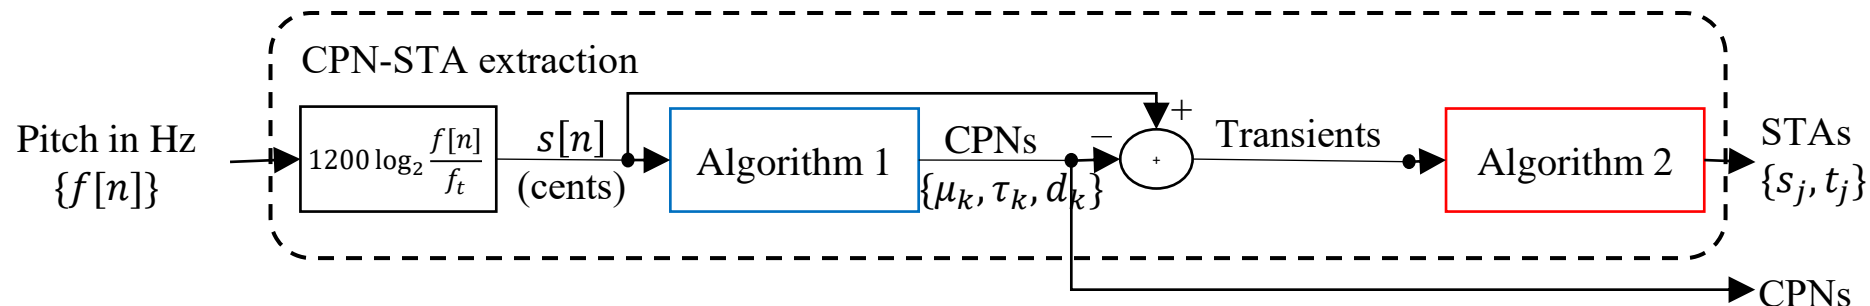 CPN-STA extraction
Pitch in Hz
{f[n]}
1200 log₂ f[n]/f_t
s[n]
(cents)
Algorithm 1
CPNs
{μ_k, τ_k, d_k}
−
+
+
Transients
Algorithm 2
STAs
{s_j, t_j}
CPNs